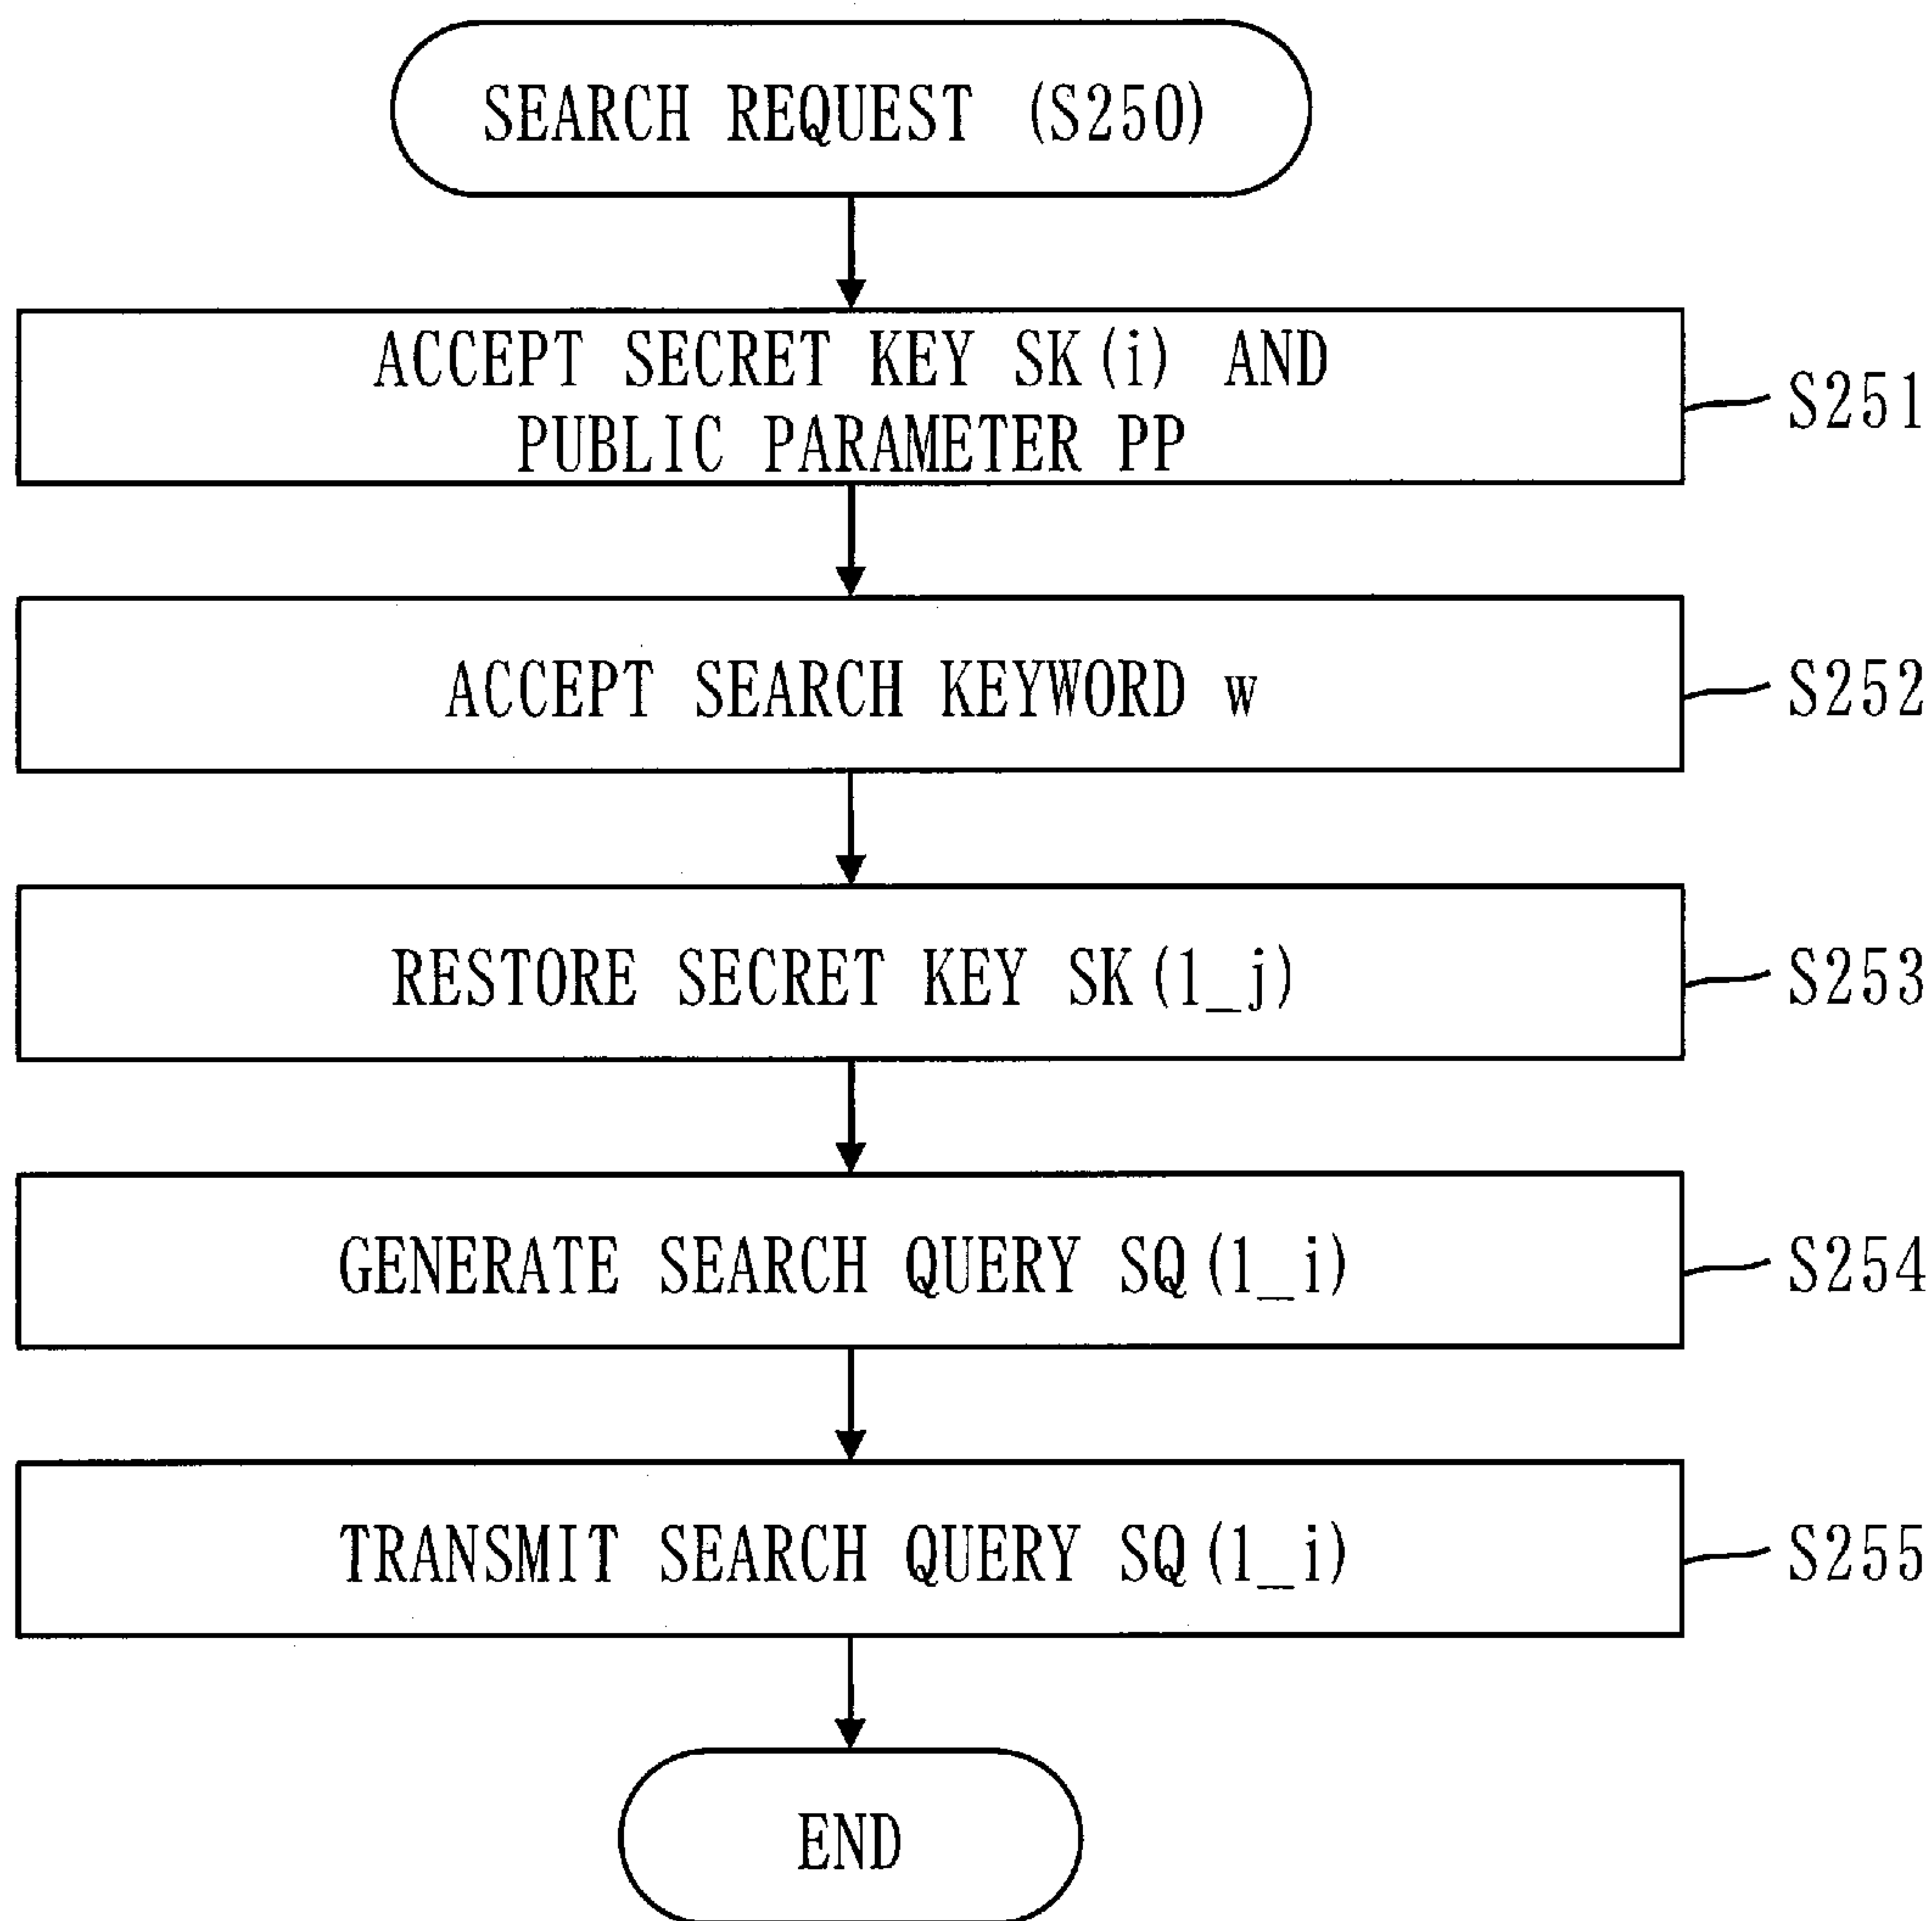 SEARCH REQUEST (S250)
ACCEPT SECRET KEY SK(i) AND
PUBLIC PARAMETER PP
S251
ACCEPT SEARCH KEYWORD w
S252
RESTORE SECRET KEY SK(1_j)
S253
GENERATE SEARCH QUERY SQ(1_i)
S254
TRANSMIT SEARCH QUERY SQ(1_i)
S255
END